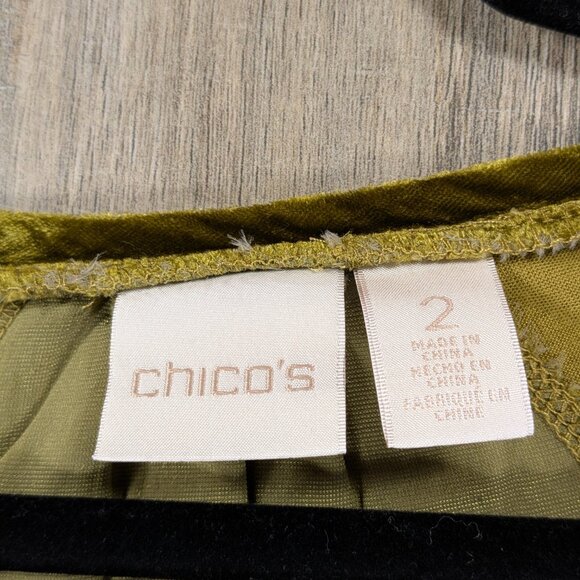 chico's
2
MADE IN
CHINA
HECHO EN
CHINA
FABRIQUÉ EN
CHINE